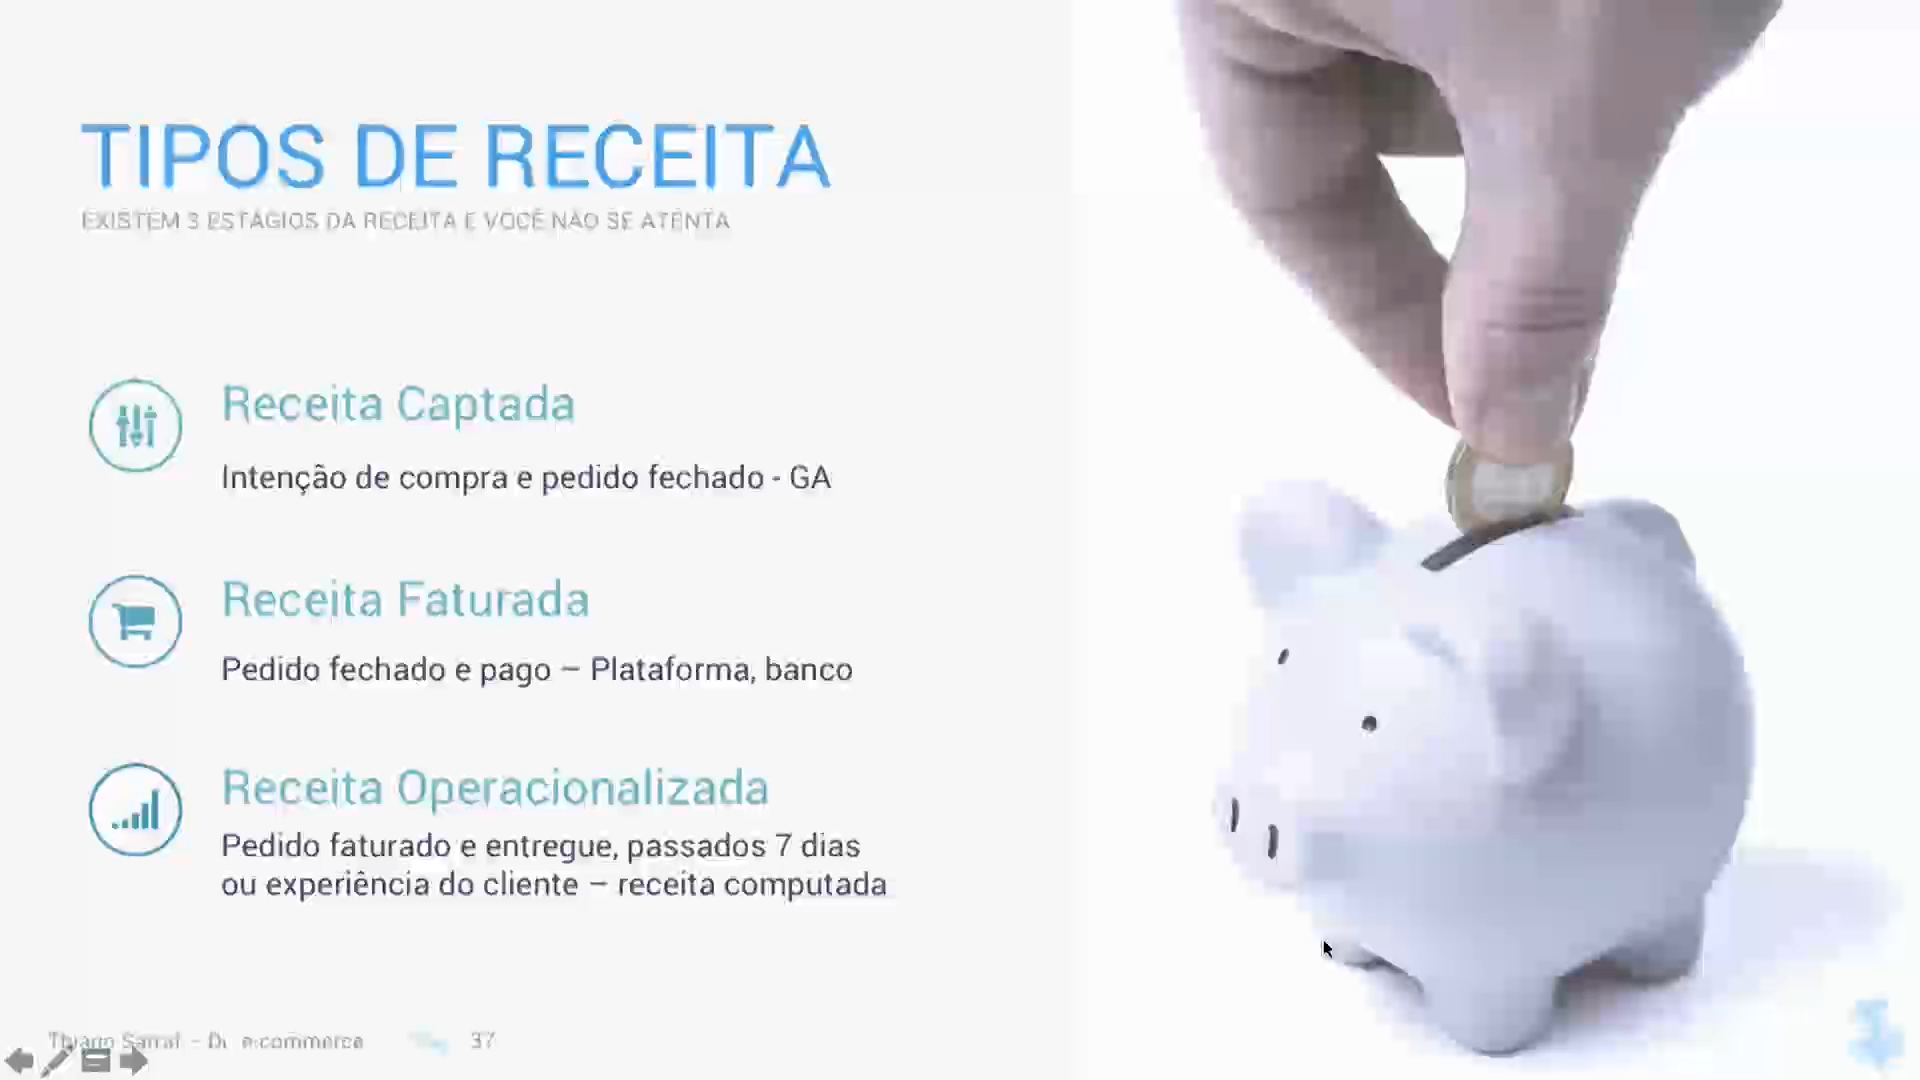 TIPOS DE RECEITA
EXISTEM 3 ESTÁGIOS DA RECEITA E VOCÊ NÃO SE ATENTA
Receita Captada
Intenção de compra e pedido fechado - GA
Receita Faturada
Pedido fechado e pago – Plataforma, banco
Receita Operacionalizada
Pedido faturado e entregue, passados 7 dias
ou experiência do cliente – receita computada
Thiago – e-commerce
37